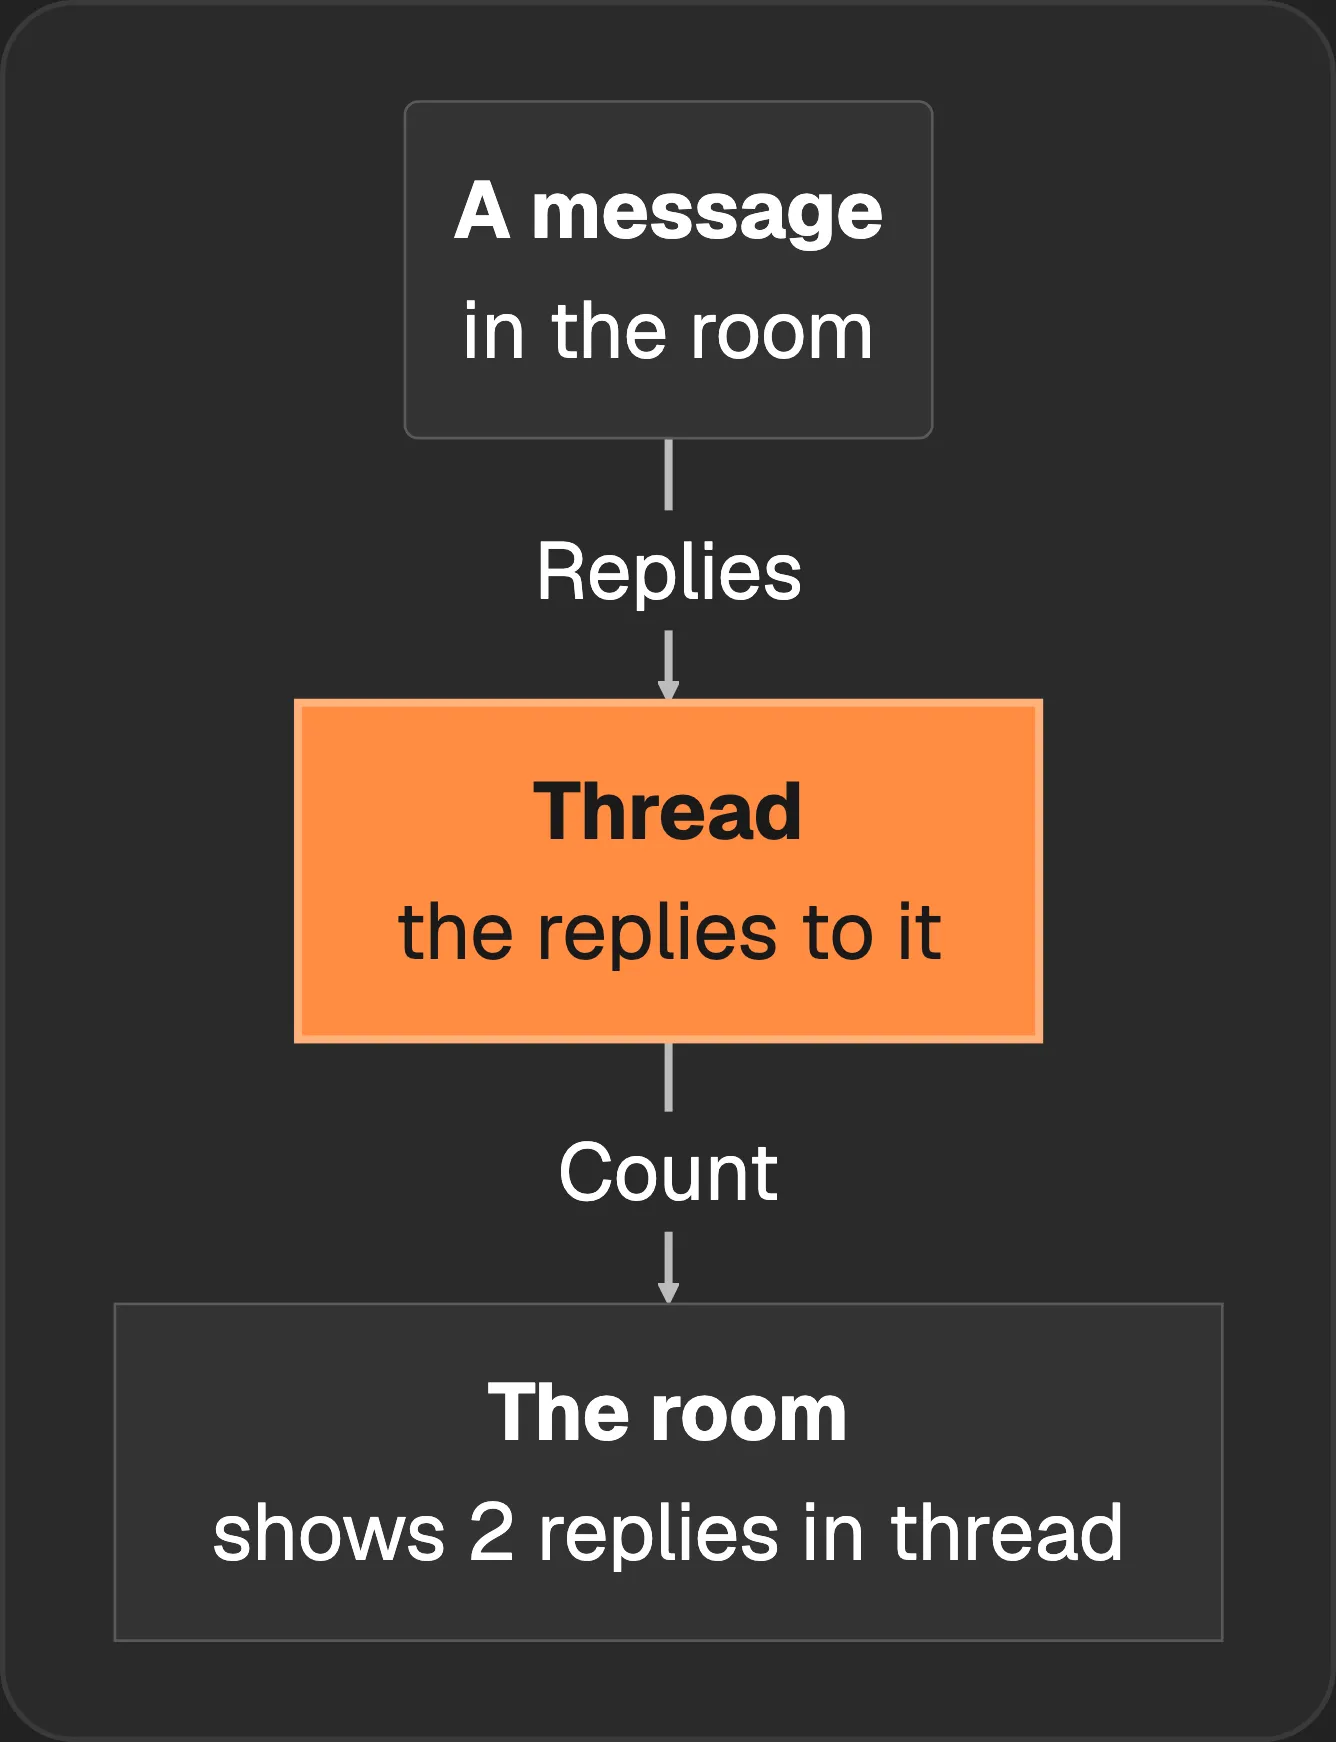 A message
in the room
Replies
Thread
the replies to it
Count
The room
shows 2 replies in thread